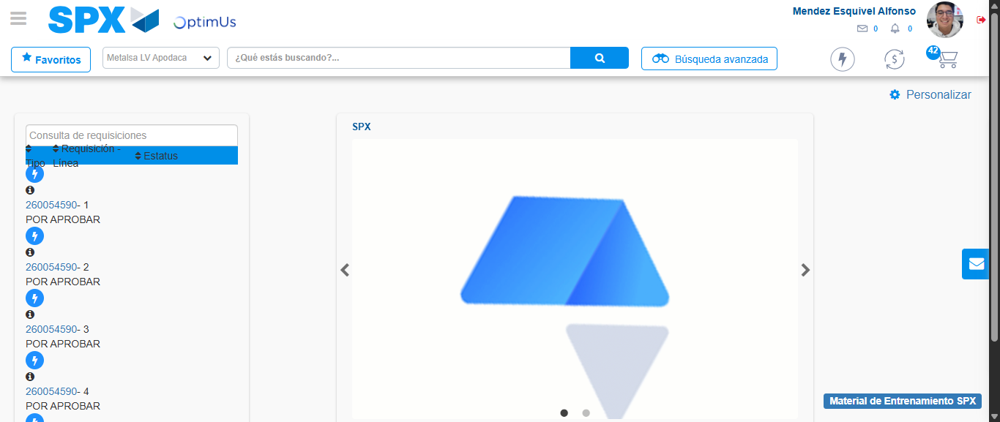 SPX
OptimUs
Mendez Esquivel Alfonso
0 0
Favoritos
Metalsa LV Apodaca
¿Qué estás buscando?...
Búsqueda avanzada
42
Personalizar
Consulta de requisiciones
Tipo
Requisición - Línea
Estatus
260054590- 1
POR APROBAR
260054590- 2
POR APROBAR
260054590- 3
POR APROBAR
260054590- 4
POR APROBAR
SPX
Material de Entrenamiento SPX